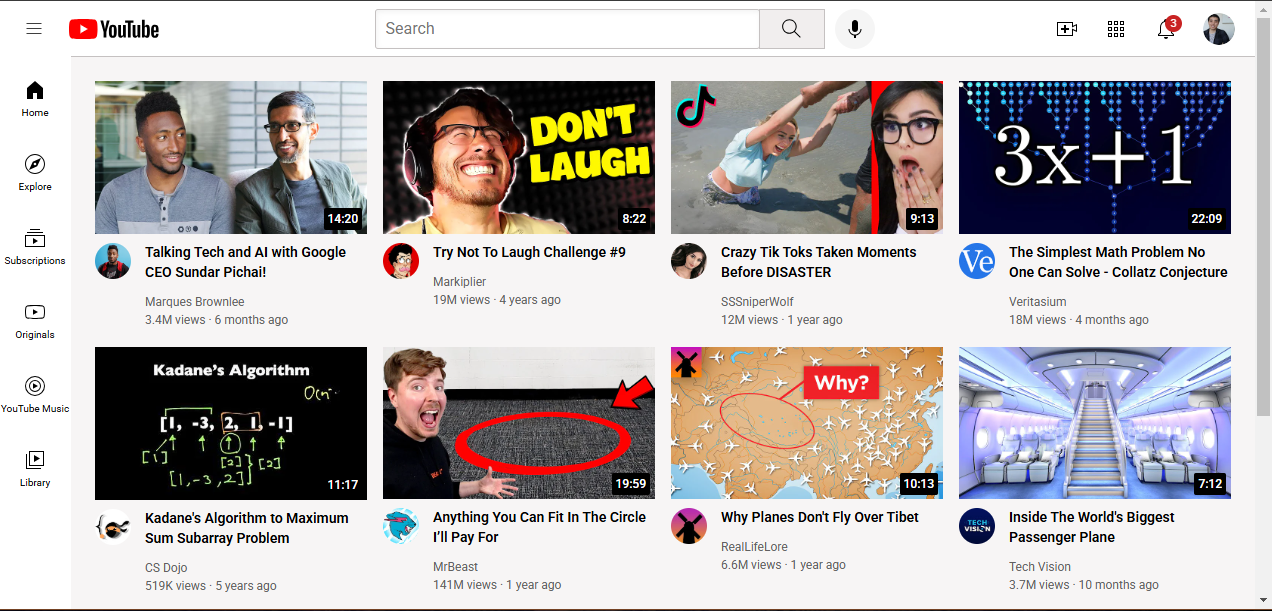 YouTube
Search
3
Home
Explore
Subscriptions
Originals
YouTube Music
Library
14:20
Talking Tech and AI with Google
CEO Sundar Pichai!
Marques Brownlee
3.4M views · 6 months ago
DON'T
LAUGH
8:22
Try Not To Laugh Challenge #9
Markiplier
19M views · 4 years ago
9:13
Crazy Tik Toks Taken Moments
Before DISASTER
SSSniperWolf
12M views · 1 year ago
3x+1
22:09
Ve
The Simplest Math Problem No
One Can Solve - Collatz Conjecture
Veritasium
18M views · 4 months ago
Kadane's Algorithm
[1, -3, 2, 1, -1]
[1] [2] [2]
[1, -3, 2]
11:17
Kadane's Algorithm to Maximum
Sum Subarray Problem
CS Dojo
519K views · 5 years ago
19:59
Anything You Can Fit In The Circle
I’ll Pay For
MrBeast
141M views · 1 year ago
Why?
10:13
Why Planes Don't Fly Over Tibet
RealLifeLore
6.6M views · 1 year ago
7:12
TECH
VISION
Inside The World's Biggest
Passenger Plane
Tech Vision
3.7M views · 10 months ago